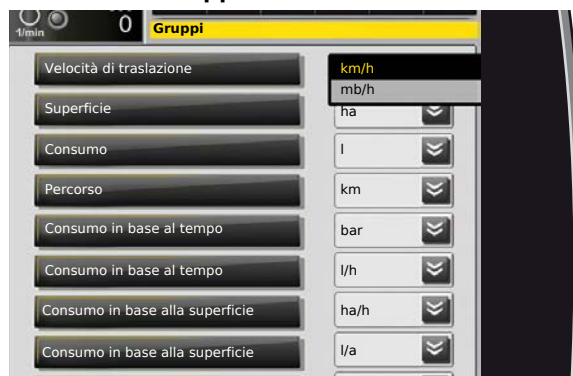 1/min
0
Gruppi
Velocità di traslazione
km/h
mb/h
Superficie
ha
Consumo
l
Percorso
km
Consumo in base al tempo
bar
Consumo in base al tempo
l/h
Consumo in base alla superficie
ha/h
Consumo in base alla superficie
l/a